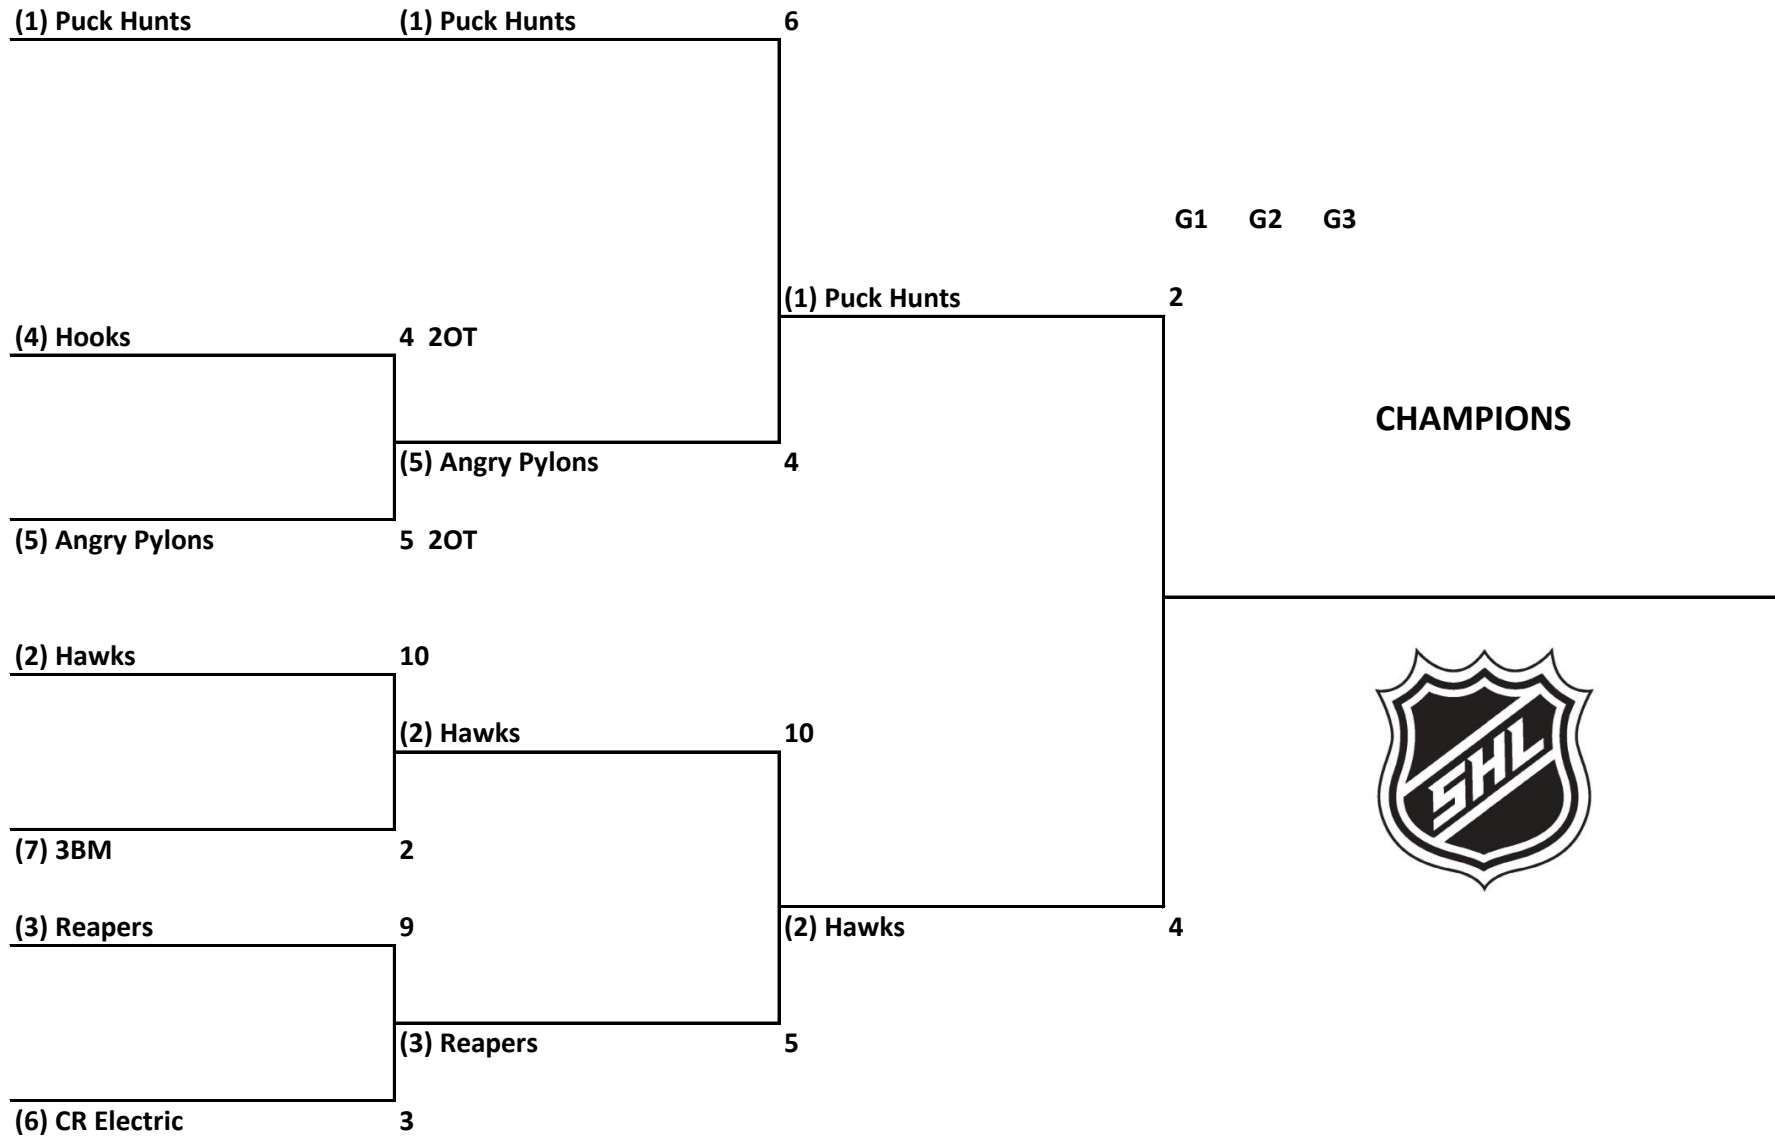 (1) Puck Hunts (1) Puck Hunts 6
G1 G2 G3
(1) Puck Hunts 2
(4) Hooks 4 2OT
CHAMPIONS
(5) Angry Pylons 4
(5) Angry Pylons 5 2OT
(2) Hawks 10
(2) Hawks 10
SHL
(7) 3BM 2
(3) Reapers 9
(2) Hawks 4
(3) Reapers 5
(6) CR Electric 3